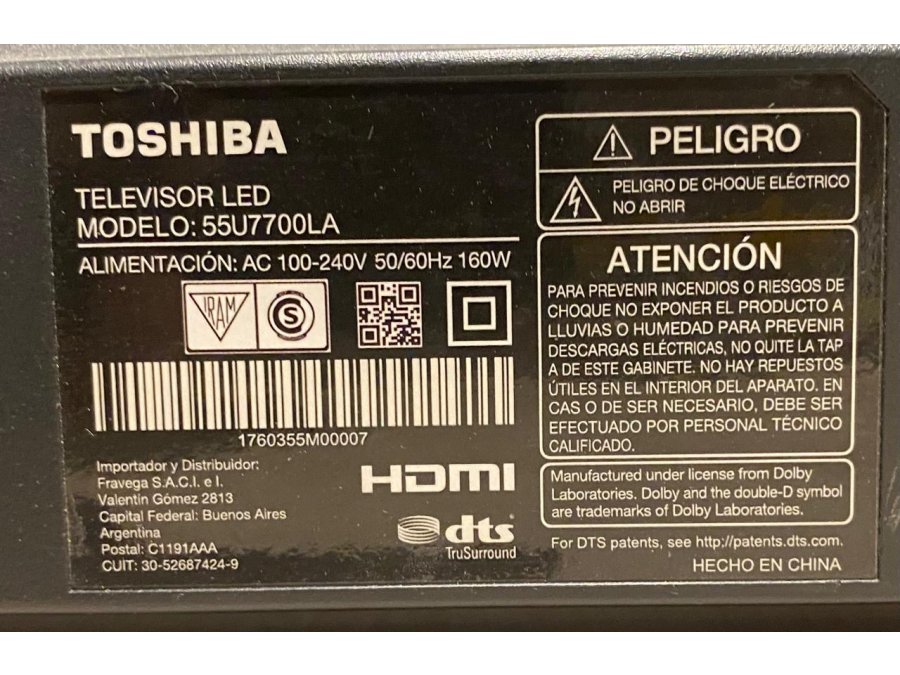 TOSHIBA
TELEVISOR LED
MODELO: 55U7700LA
ALIMENTACIÓN: AC 100-240V 50/60Hz 160W
IRAM
S
1760355M00007
Importador y Distribuidor:
Fravega S.A.C.I. e I.
Valentin Gómez 2813
Capital Federal: Buenos Aires
Argentina
Postal: C1191AAA
CUIT: 30-52687424-9
HDMI
dts
TruSurround
PELIGRO
PELIGRO DE CHOQUE ELÉCTRICO
NO ABRIR
ATENCIÓN
PARA PREVENIR INCENDIOS O RIESGOS DE
CHOQUE NO EXPONER EL PRODUCTO A
LLUVIAS O HUMEDAD PARA PREVENIR
DESCARGAS ELÉCTRICAS, NO QUITE LA TAP
A DE ESTE GABINETE. NO HAY REPUESTOS
ÚTILES EN EL INTERIOR DEL APARATO. EN
CAS O DE SER NECESARIO, DEBE SER
EFECTUADO POR PERSONAL TÉCNICO
CALIFICADO.
Manufactured under license from Dolby
Laboratories. Dolby and the double-D symbol
are trademarks of Dolby Laboratories.
For DTS patents, see http://patents.dts.com.
HECHO EN CHINA